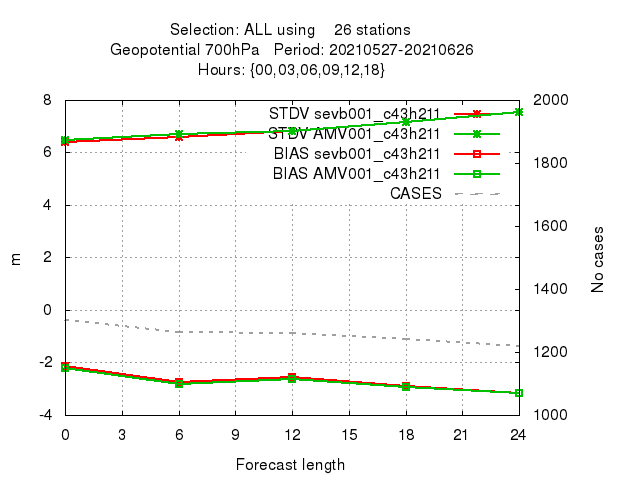 Selection: ALL using 26 stations
Geopotential 700hPa Period: 20210527-20210626
Hours: {00,03,06,09,12,18}
8 STDV sevb001_c43h211 2000
STDV AMV001_c43h211
6 BIAS sevb001_c43h211 1800
BIAS AMV001_c43h211
4 CASES 1600
m 2 1400 No cases
0 1200
-2
-4 1000
0 3 6 9 12 15 18 21 24
Forecast length